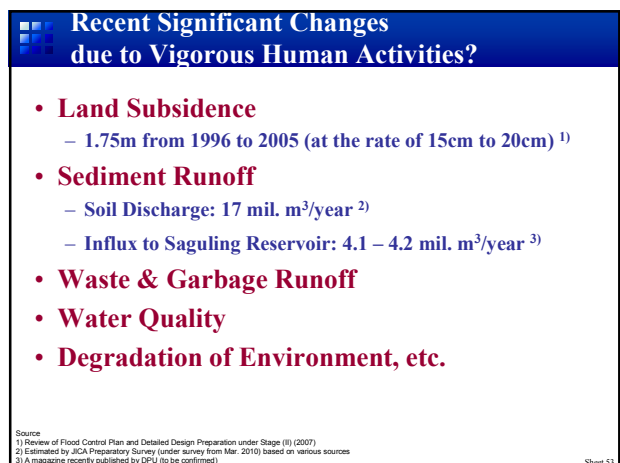 Recent Significant Changes
due to Vigorous Human Activities?
• Land Subsidence
– 1.75m from 1996 to 2005 (at the rate of 15cm to 20cm) 1)
• Sediment Runoff
– Soil Discharge: 17 mil. m³/year 2)
– Influx to Saguling Reservoir: 4.1 – 4.2 mil. m³/year 3)
• Waste & Garbage Runoff
• Water Quality
• Degradation of Environment, etc.
Source
1) Review of Flood Control Plan and Detailed Design Preparation under Stage (II) (2007)
2) Estimated by JICA Preparatory Survey (under survey from Mar. 2010) based on various sources
3) A magazine recently published by DPU (to be confirmed)
Sheet 53